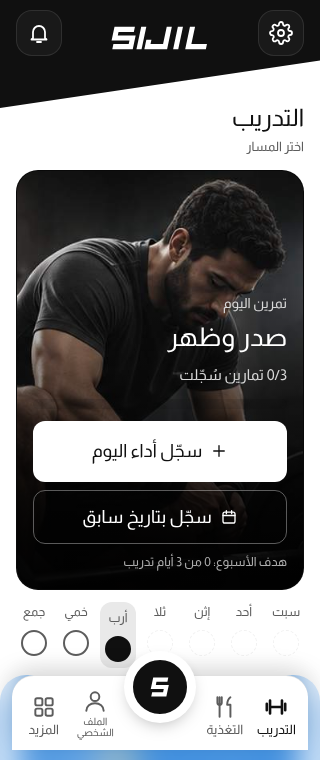 SIJIL
التدريب
اختر المسار
تمرين اليوم
صدر وظهر
0/3 تمارين سُجّلت
+ سجّل أداء اليوم
سجّل بتاريخ سابق
هدف الأسبوع: 0 من 3 أيام تدريب
سبت أحد إثن ثلا أرب خمي جمع
التدريب التغذية S الملف الشخصي المزيد